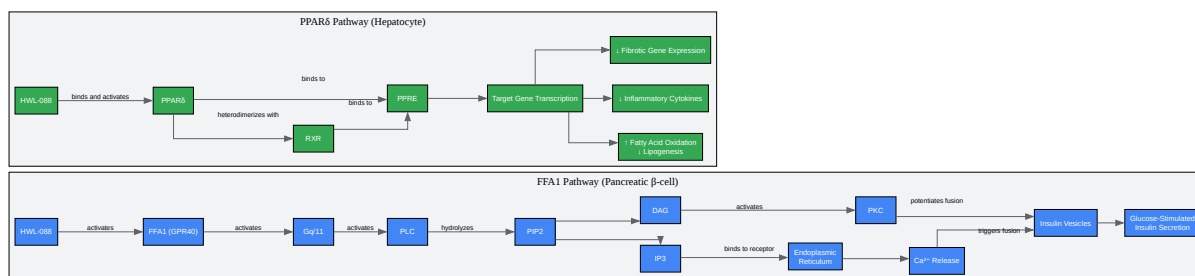 PPARδ Pathway (Hepatocyte)
↓ Fibrotic Gene Expression
binds to
HWL-088
binds and activates
PPARδ
binds to
PPRE
Target Gene Transcription
↓ Inflammatory Cytokines
heterodimerizes with
RXR
↑ Fatty Acid Oxidation
↓ Lipogenesis
FFA1 Pathway (Pancreatic β-cell)
DAG
activates
PKC
potentiates fusion
HWL-088
activates
FFA1 (GPR40)
activates
Gq/11
activates
PLC
hydrolyzes
PIP2
Insulin Vesicles
Glucose-Stimulated
Insulin Secretion
triggers fusion
IP3
binds to receptor
Endoplasmic
Reticulum
Ca²⁺ Release